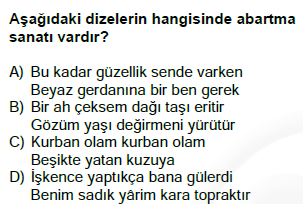 Aşağıdaki dizelerin hangisinde abartma
sanatı vardır?
A) Bu kadar güzellik sende varken
Beyaz gerdanına bir ben gerek
B) Bir ah çeksem dağı taşı eritir
Gözüm yaşı değirmeni yürütür
C) Kurban olam kurban olam
Beşikte yatan kuzuya
D) İşkence yaptıkça bana gülerdi
Benim sadık yârim kara topraktır